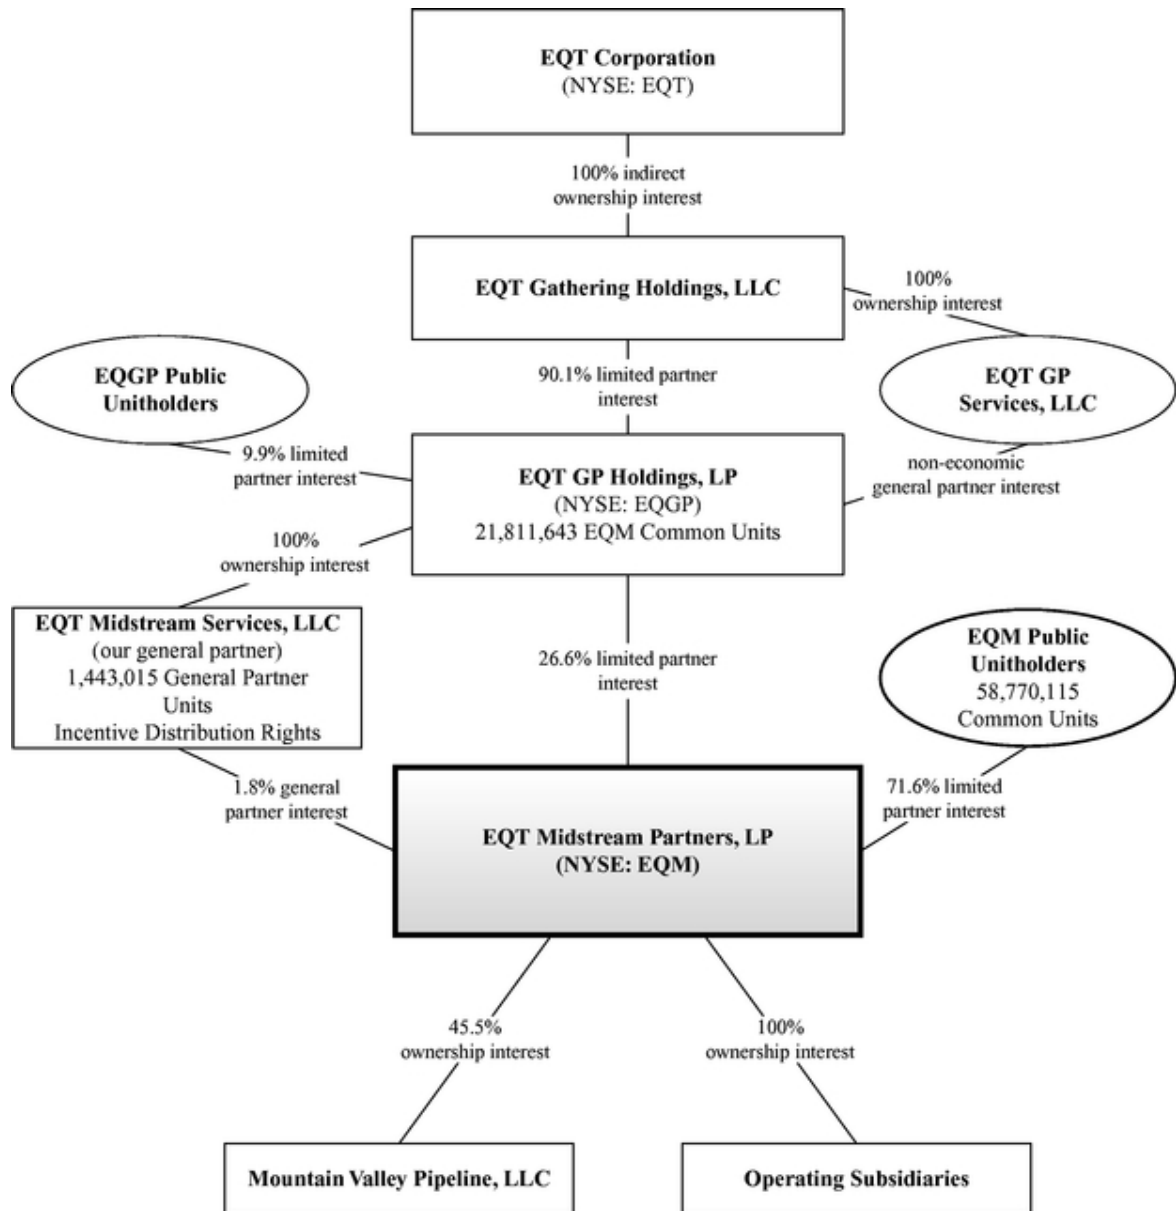 EQT Corporation
(NYSE: EQT)
100% indirect
ownership interest
EQT Gathering Holdings, LLC
100%
ownership interest
EQGP Public
Unitholders
90.1% limited partner
interest
EQT GP
Services, LLC
9.9% limited
partner interest
EQT GP Holdings, LP
(NYSE: EQGP)
21,811,643 EQM Common Units
non-economic
general partner interest
100%
ownership interest
EQT Midstream Services, LLC
(our general partner)
1,443,015 General Partner
Units
Incentive Distribution Rights
26.6% limited partner
interest
EQM Public
Unitholders
58,770,115
Common Units
1.8% general
partner interest
71.6% limited
partner interest
EQT Midstream Partners, LP
(NYSE: EQM)
45.5%
ownership interest
100%
ownership interest
Mountain Valley Pipeline, LLC
Operating Subsidiaries